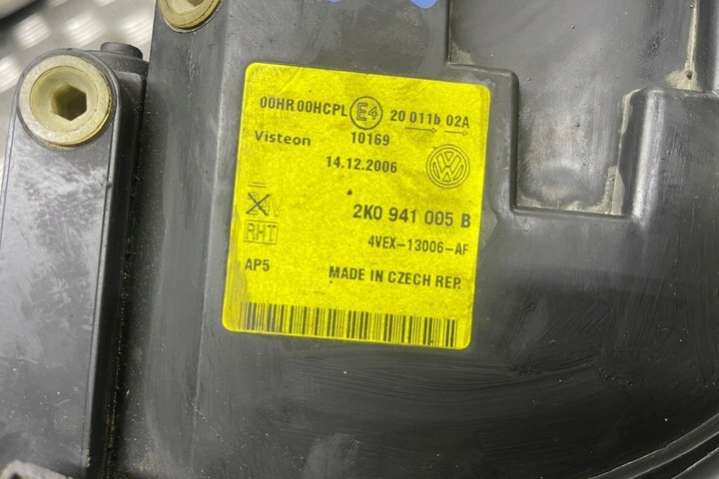 00HR 00HCPL E4 20 011b 02A
Visteon 10169
14.12.2006
2K0 941 005 B
RHT
4VEX-13006-AF
AP5 MADE IN CZECH REP.